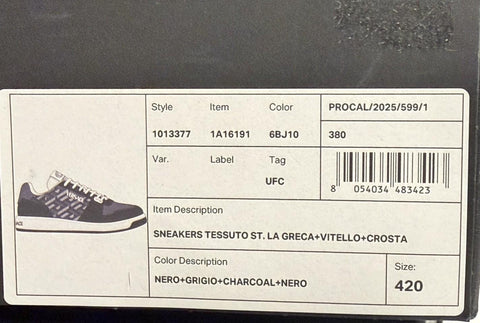 Style Item Color PROCAL/2025/599/1
1013377 1A16191 6BJ10 380
Var. Label Tag
UFC
8 054034 483423
Item Description
SNEAKERS TESSUTO ST. LA GRECA+VITELLO+CROSTA
Color Description
NERO+GRIGIO+CHARCOAL+NERO
Size:
420